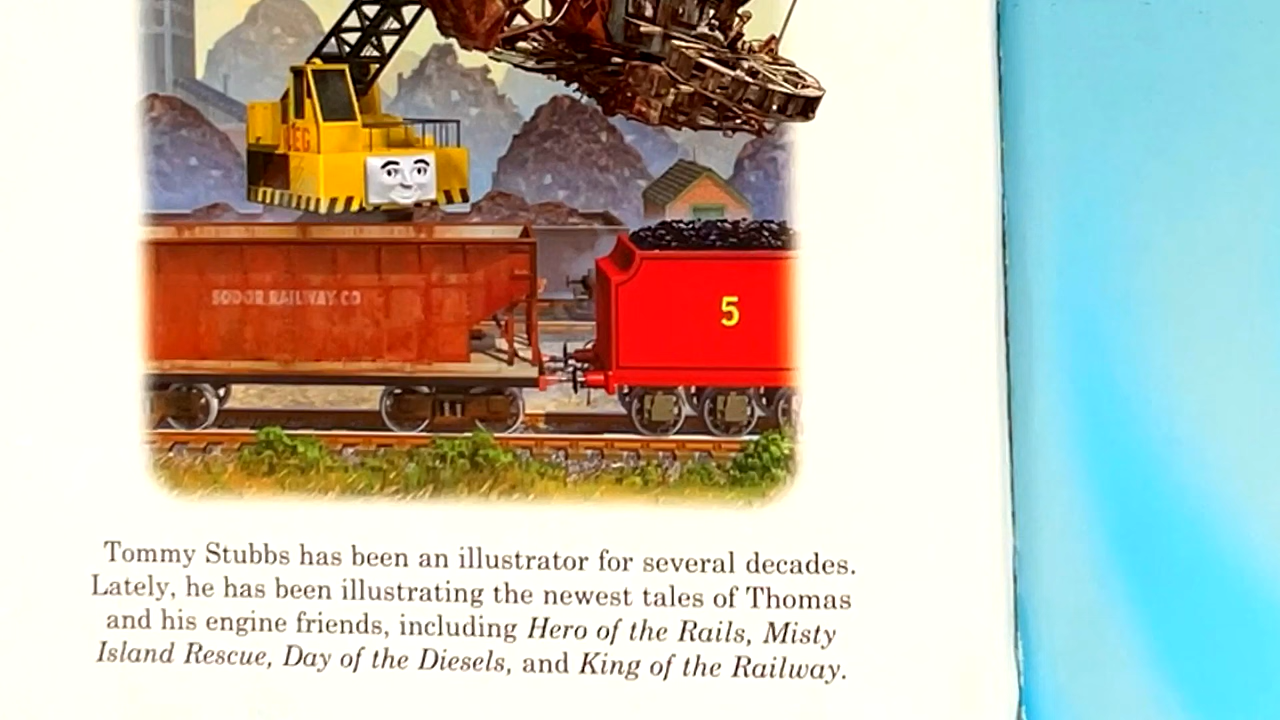 SODOR RAILWAY CO
5
Tommy Stubbs has been an illustrator for several decades.
Lately, he has been illustrating the newest tales of Thomas
and his engine friends, including Hero of the Rails, Misty
Island Rescue, Day of the Diesels, and King of the Railway.